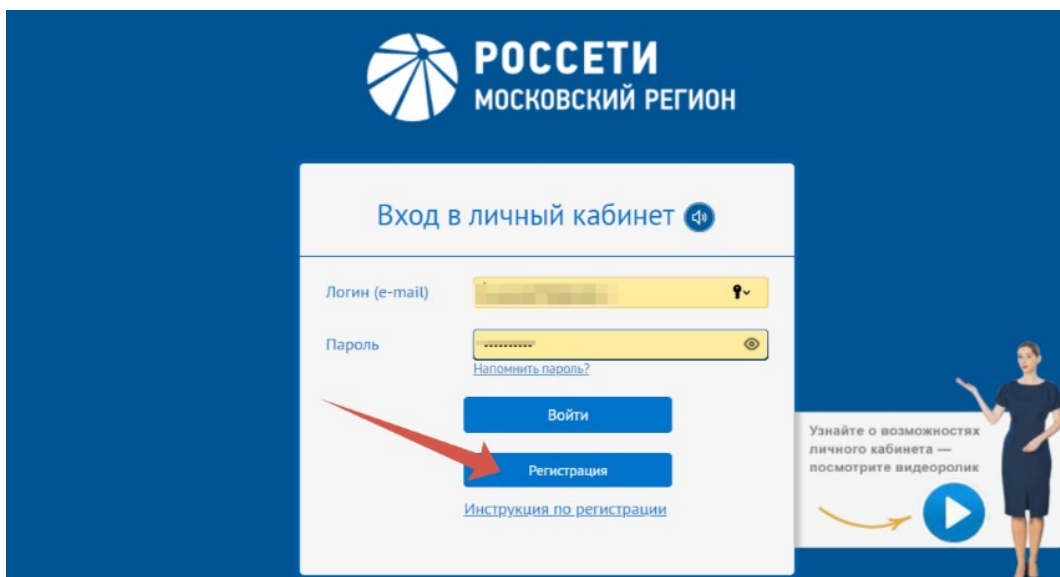 РОССЕТИ
МОСКОВСКИЙ РЕГИОН
Вход в личный кабинет
Логин (e-mail)
Пароль
Напомнить пароль?
Войти
Регистрация
Инструкция по регистрации
Узнайте о возможностях
личного кабинета —
посмотрите видеоролик